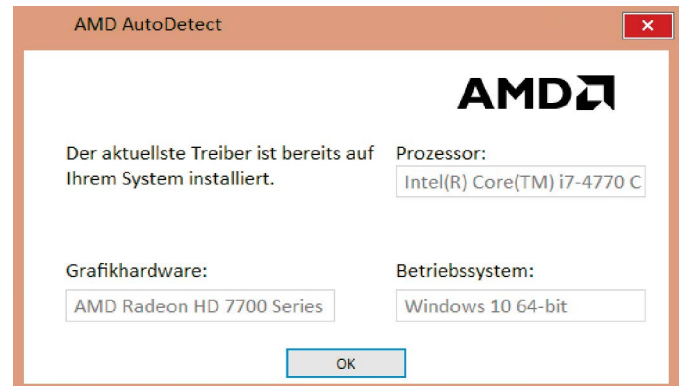 AMD AutoDetect
AMD
Der aktuellste Treiber ist bereits auf
Ihrem System installiert.
Prozessor:
Intel(R) Core(TM) i7-4770 C
Grafikhardware:
AMD Radeon HD 7700 Series
Betriebssystem:
Windows 10 64-bit
OK